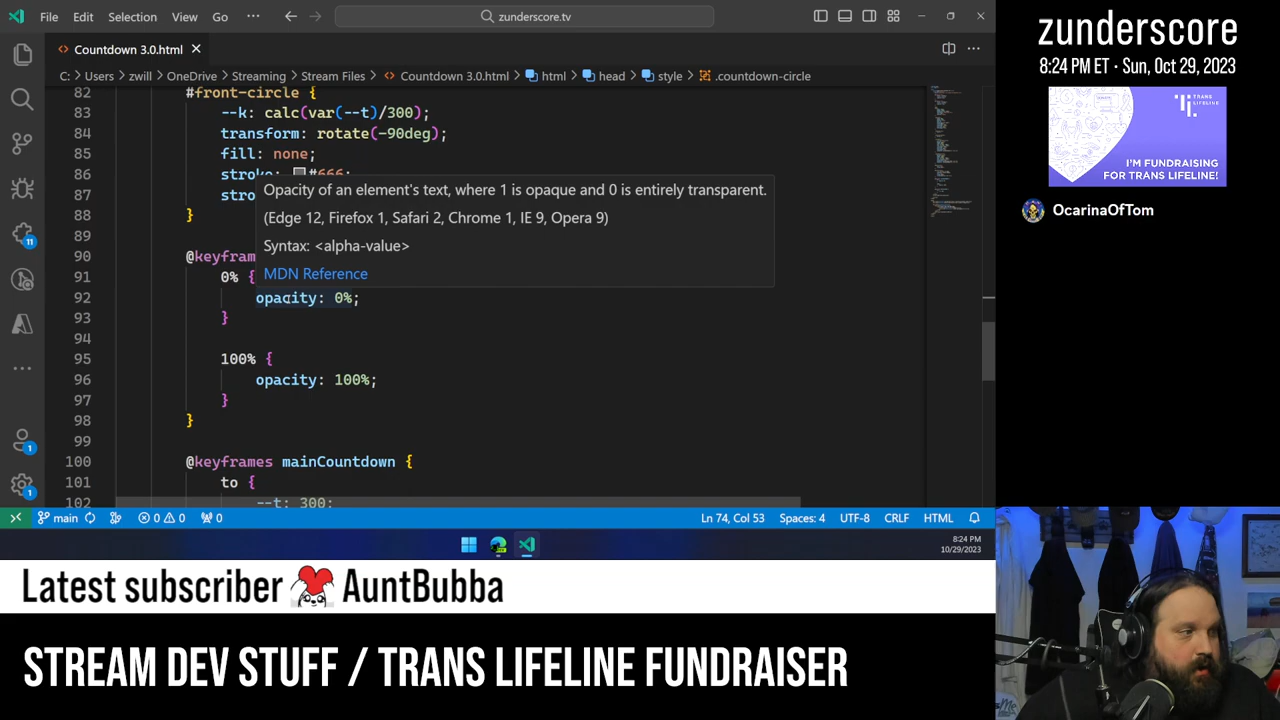 File Edit Selection View Go ··· zunderscore.tv
Countdown 3.0.html
C: > Users > zwill > OneDrive > Streaming > Stream Files > Countdown 3.0.html > html > head > style > .countdown-circle
82 #front-circle {
83 --k: calc(var(--t)/300);
84 transform: rotate(-90deg);
85 fill: none;
86 stroke: #666;
87 stro
88 }
89
90 @keyfram
91 0% {
92 opacity: 0%;
93 }
94
95 100% {
96 opacity: 100%;
97 }
98 }
99
100 @keyframes mainCountdown {
101 to {
102 --t: 300;
Opacity of an element's text, where 1 is opaque and 0 is entirely transparent.
(Edge 12, Firefox 1, Safari 2, Chrome 1, IE 9, Opera 9)
Syntax: <alpha-value>
MDN Reference
11
1
1
main 0 0 0 Ln 74, Col 53 Spaces: 4 UTF-8 CRLF HTML
8:24 PM
10/29/2023
zunderscore
8:24 PM ET · Sun, Oct 29, 2023
TRANS
LIFELINE
I'M FUNDRAISING
FOR TRANS LIFELINE!
OcarinaOfTom
Latest subscriber AuntBubba
STREAM DEV STUFF / TRANS LIFELINE FUNDRAISER